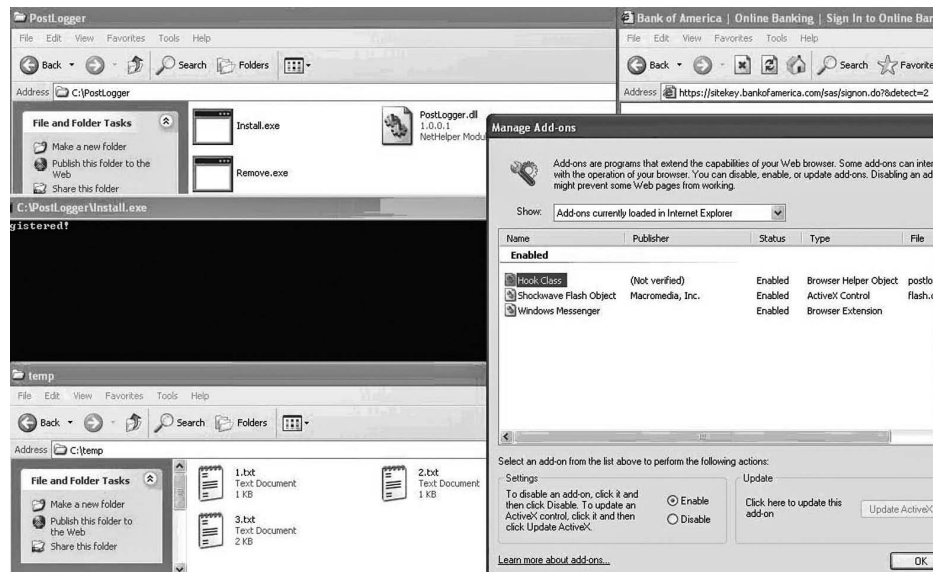 PostLogger
File Edit View Favorites Tools Help
Back Search Folders
Address C:\PostLogger
File and Folder Tasks
Make a new folder
Publish this folder to the
Web
Share this folder
Install.exe
Remove.exe
PostLogger.dll
1.0.0.1
NetHelper Modu
C:\PostLogger\Install.exe
gistered!
temp
File Edit View Favorites Tools Help
Back Search Folders
Address C:\temp
File and Folder Tasks
Make a new folder
Publish this folder to
the Web
Share this folder
1.txt
Text Document
1 KB
2.txt
Text Document
1 KB
3.txt
Text Document
2 KB
Bank of America | Online Banking | Sign In to Online Ban
File Edit View Favorites Tools Help
Back Search Favorite
Address https://sitekey.bankofamerica.com/sas/signon.do?&detect=2
Manage Add-ons
Add-ons are programs that extend the capabilities of your Web browser. Some add-ons can inter
with the operation of your browser. You can disable, enable, or update add-ons. Disabling an ad
might prevent some Web pages from working.
Show: Add-ons currently loaded in Internet Explorer
Name Publisher Status Type File
Enabled
Hook Class (Not verified) Enabled Browser Helper Object postlo
Shockwave Flash Object Macromedia, Inc. Enabled ActiveX Control flash.o
Windows Messenger Enabled Browser Extension
Select an add-on from the list above to perform the following actions:
Settings
To disable an add-on, click it and
then click Disable. To update an
ActiveX control, click it and then
click Update ActiveX.
Enable
Disable
Update
Click here to update this
add-on
Update ActiveX
Learn more about add-ons...
OK